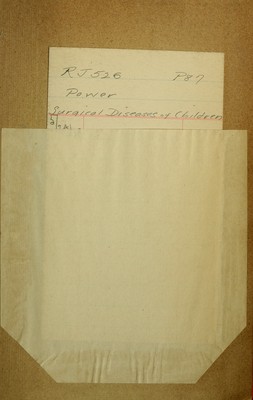 RJ526 P87
Power
Surgical Diseases of Children